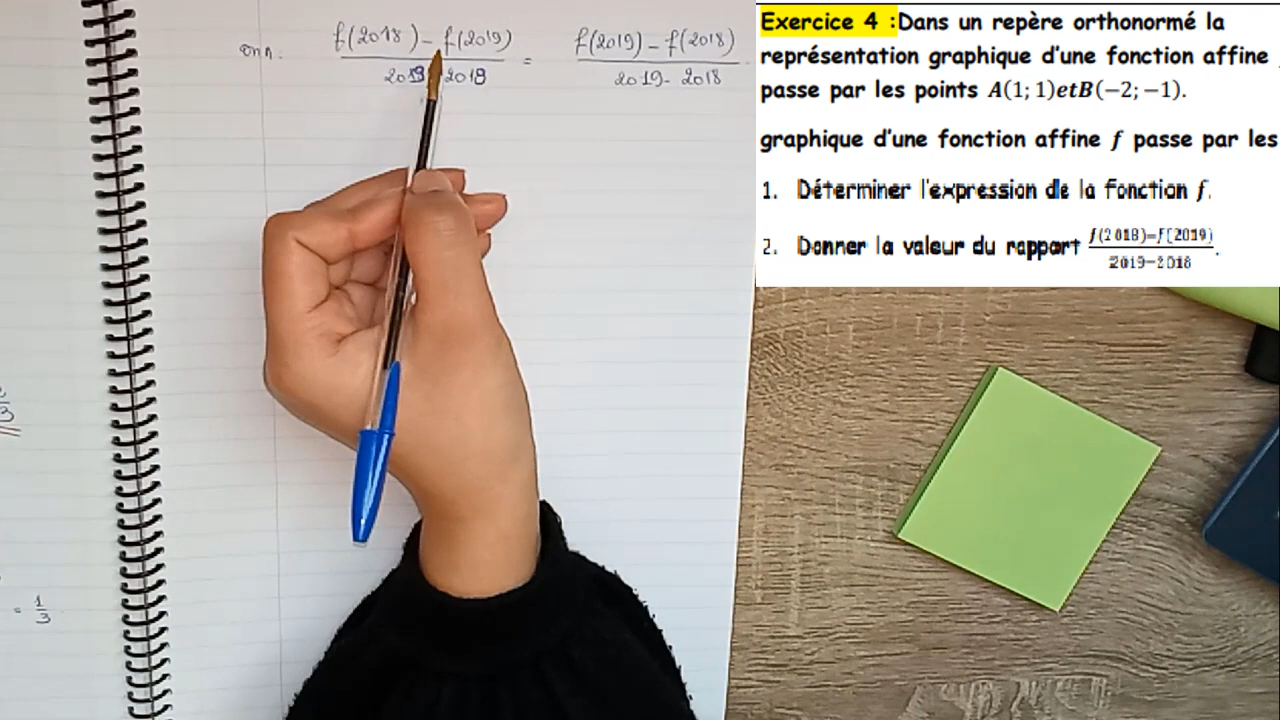 on a: f(2018) - f(2019) / 2019 - 2018 = f(2019) - f(2018) / 2019 - 2018
= 1/3
Exercice 4 : Dans un repère orthonormé la
représentation graphique d'une fonction affine
passe par les points A(1; 1)etB(−2; −1).
graphique d'une fonction affine f passe par les
1. Déterminer l'expression de la fonction f.
2. Donner la valeur du rapport f(2018)−f(2019) / 2019−2018.